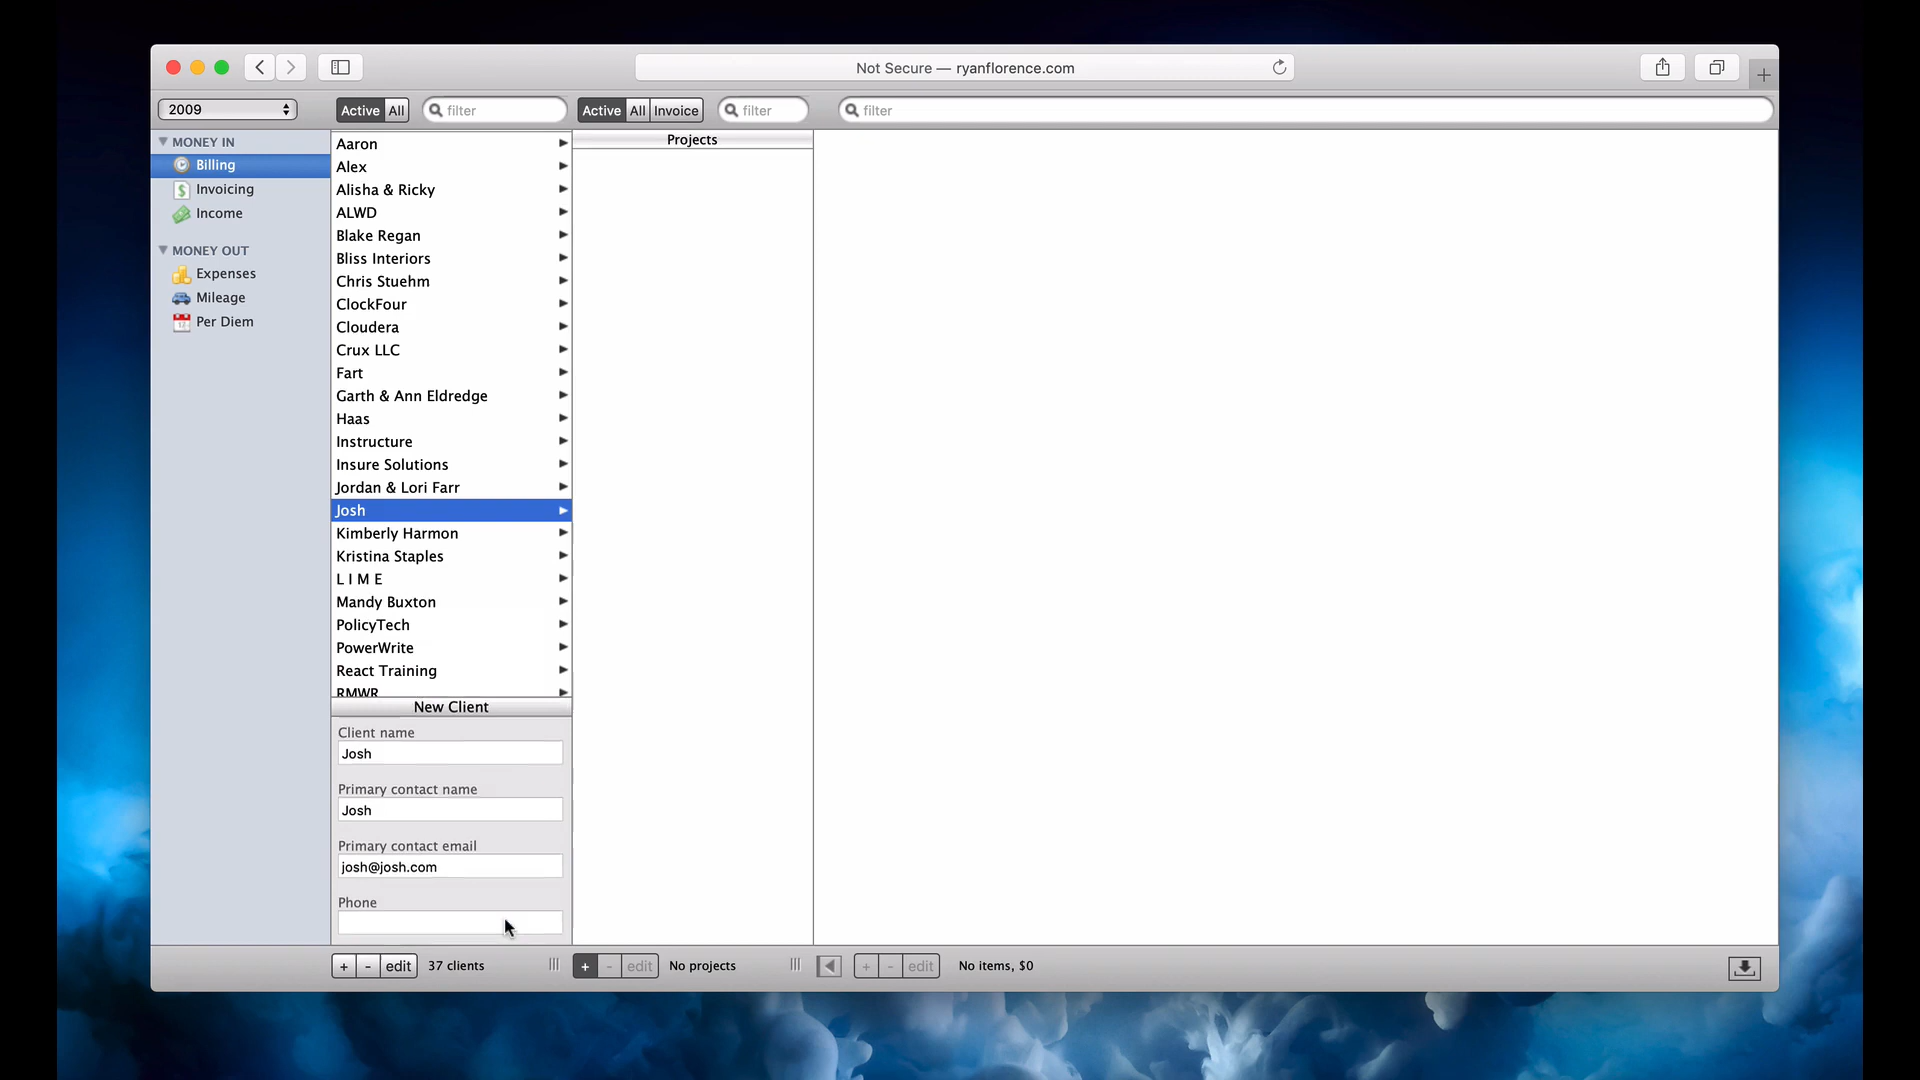 Not Secure — ryanflorence.com
2009
Active All
filter
Active All Invoice
filter
filter
MONEY IN
Billing
Invoicing
Income
MONEY OUT
Expenses
Mileage
Per Diem
Aaron
Alex
Alisha & Ricky
ALWD
Blake Regan
Bliss Interiors
Chris Stuehm
ClockFour
Cloudera
Crux LLC
Fart
Garth & Ann Eldredge
Haas
Instructure
Insure Solutions
Jordan & Lori Farr
Josh
Kimberly Harmon
Kristina Staples
L I M E
Mandy Buxton
PolicyTech
PowerWrite
React Training
RMWR
New Client
Client name
Josh
Primary contact name
Josh
Primary contact email
josh@josh.com
Phone
Projects
+ - edit 37 clients
+ - edit No projects
+ - edit No items, $0